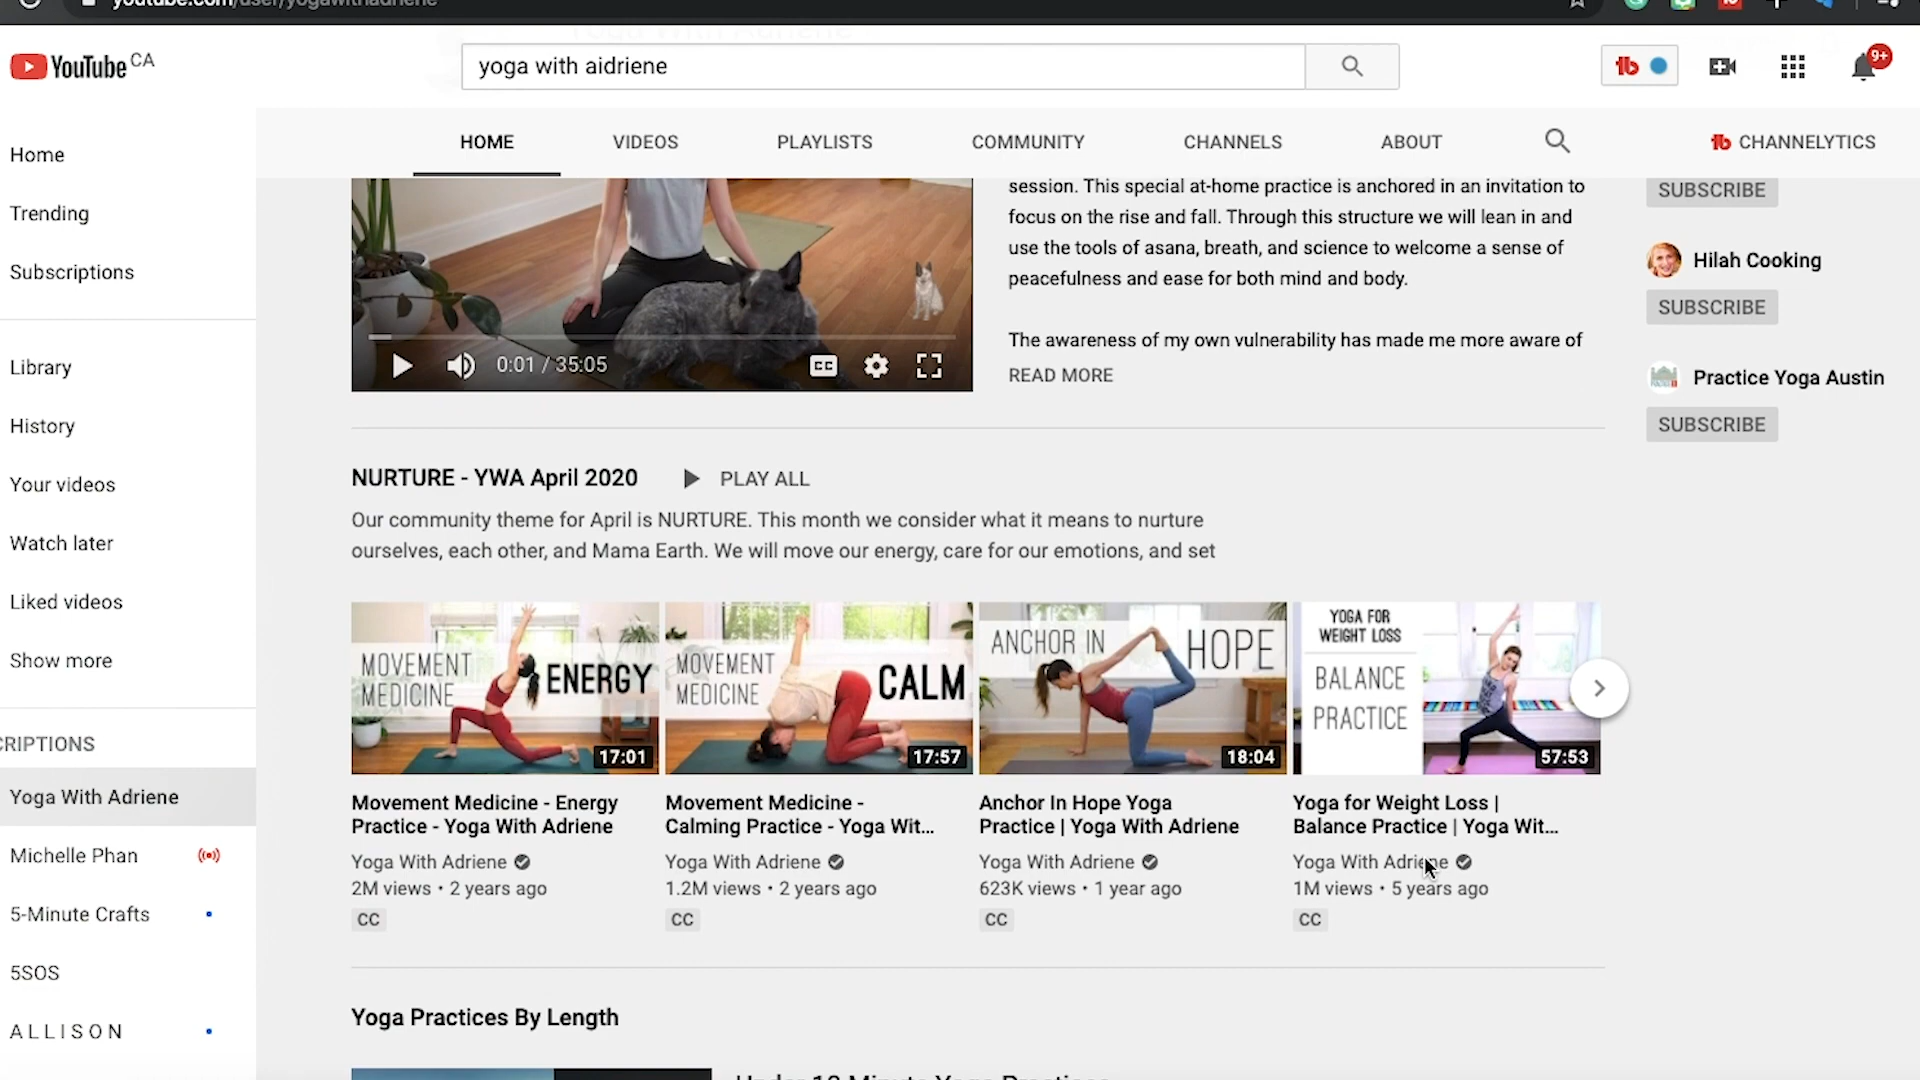 youtube.com/user/yogawithadriene
YouTube CA
yoga with aidriene
9+
HOME
VIDEOS
PLAYLISTS
COMMUNITY
CHANNELS
ABOUT
CHANNELYTICS
Home
Trending
Subscriptions
Library
History
Your videos
Watch later
Liked videos
Show more
CRIPTIONS
Yoga With Adriene
Michelle Phan
5-Minute Crafts
5SOS
A L L I S O N
0:01 / 35:05
CC
session. This special at-home practice is anchored in an invitation to
focus on the rise and fall. Through this structure we will lean in and
use the tools of asana, breath, and science to welcome a sense of
peacefulness and ease for both mind and body.
The awareness of my own vulnerability has made me more aware of
READ MORE
SUBSCRIBE
Hilah Cooking
SUBSCRIBE
Practice Yoga Austin
SUBSCRIBE
NURTURE - YWA April 2020
PLAY ALL
Our community theme for April is NURTURE. This month we consider what it means to nurture
ourselves, each other, and Mama Earth. We will move our energy, care for our emotions, and set
MOVEMENT
MEDICINE
ENERGY
17:01
Movement Medicine - Energy
Practice - Yoga With Adriene
Yoga With Adriene
2M views • 2 years ago
CC
MOVEMENT
MEDICINE
CALM
17:57
Movement Medicine -
Calming Practice - Yoga Wit...
Yoga With Adriene
1.2M views • 2 years ago
CC
ANCHOR IN
HOPE
18:04
Anchor In Hope Yoga
Practice | Yoga With Adriene
Yoga With Adriene
623K views • 1 year ago
CC
YOGA FOR
WEIGHT LOSS
BALANCE
PRACTICE
57:53
Yoga for Weight Loss |
Balance Practice | Yoga Wit...
Yoga With Adriene
1M views • 5 years ago
CC
Yoga Practices By Length
Under 10 Minute Yoga Practices